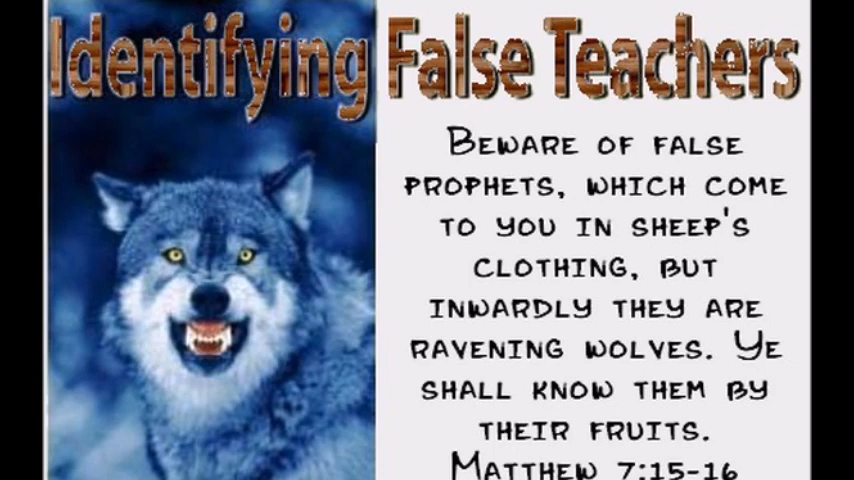 Identifying False Teachers
Beware of false
prophets, which come
to you in sheep's
clothing, but
inwardly they are
ravening wolves. Ye
shall know them by
their fruits.
Matthew 7:15-16